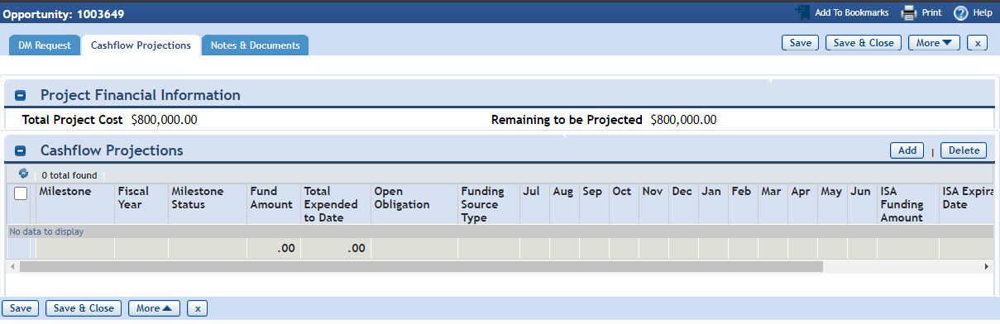 Opportunity: 1003649
Add To Bookmarks Print Help
DM Request Cashflow Projections Notes & Documents Save Save & Close More x
Project Financial Information
Total Project Cost $800,000.00 Remaining to be Projected $800,000.00
Cashflow Projections Add | Delete
0 total found
Milestone Fiscal Year Milestone Status Fund Amount Total Expended to Date Open Obligation Funding Source Type Jul Aug Sep Oct Nov Dec Jan Feb Mar Apr May Jun ISA Funding Amount ISA Expira Date
No data to display
.00 .00
Save Save & Close More x